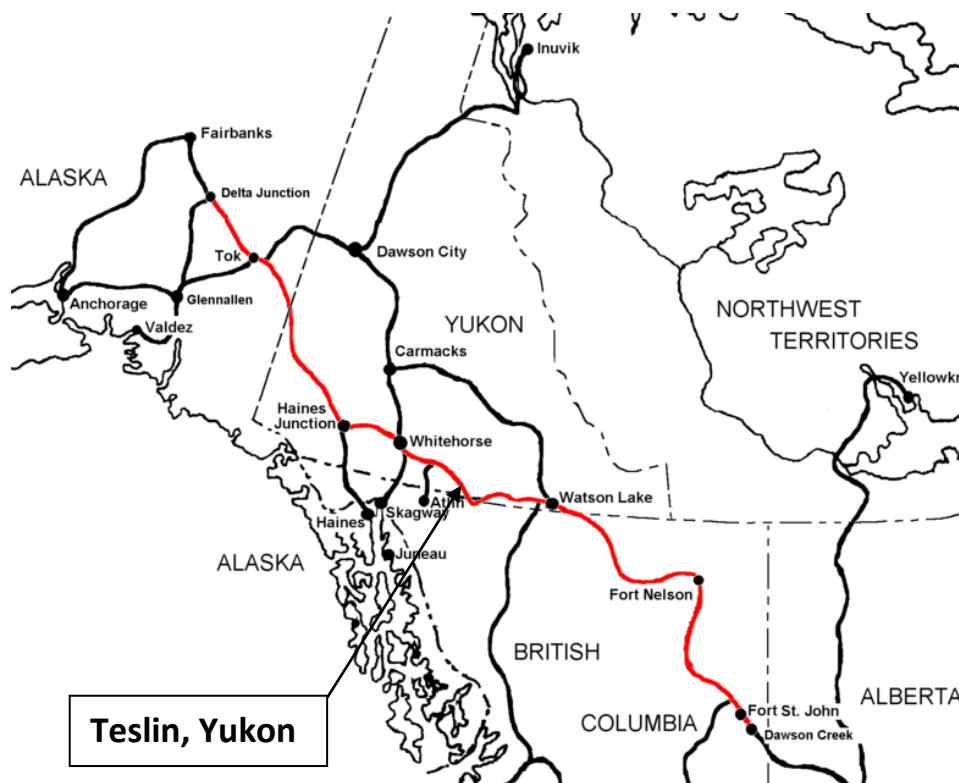 Inuvik
Fairbanks
ALASKA
Delta Junction
Tok
Dawson City
Anchorage
Glennallen
Valdez
YUKON
NORTHWEST
TERRITORIES
Carmacks
Yellowkn
Haines
Junction
Whitehorse
Watson Lake
Atlin
Skagway
Haines
Juneau
ALASKA
Fort Nelson
BRITISH
COLUMBIA
ALBERTA
Fort St. John
Dawson Creek
Teslin, Yukon